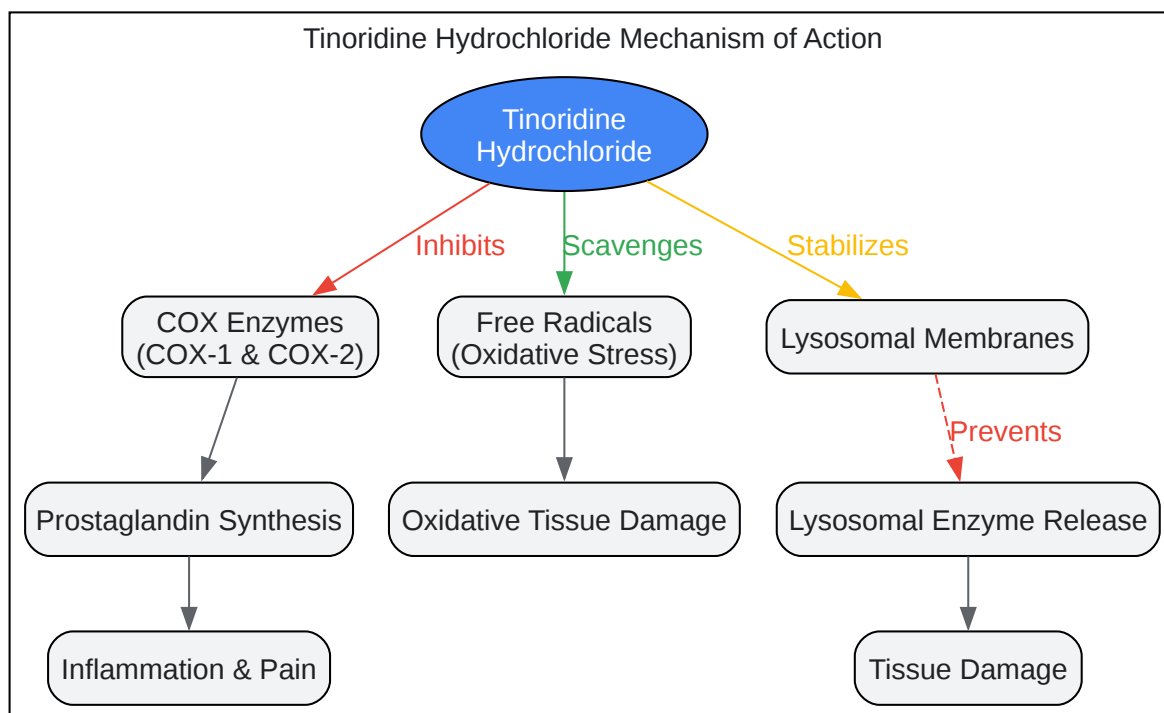 Tinoridine Hydrochloride Mechanism of Action
Tinoridine
Hydrochloride
Inhibits
Scavenges
Stabilizes
COX Enzymes
(COX-1 & COX-2)
Free Radicals
(Oxidative Stress)
Lysosomal Membranes
Prevents
Prostaglandin Synthesis
Oxidative Tissue Damage
Lysosomal Enzyme Release
Inflammation & Pain
Tissue Damage